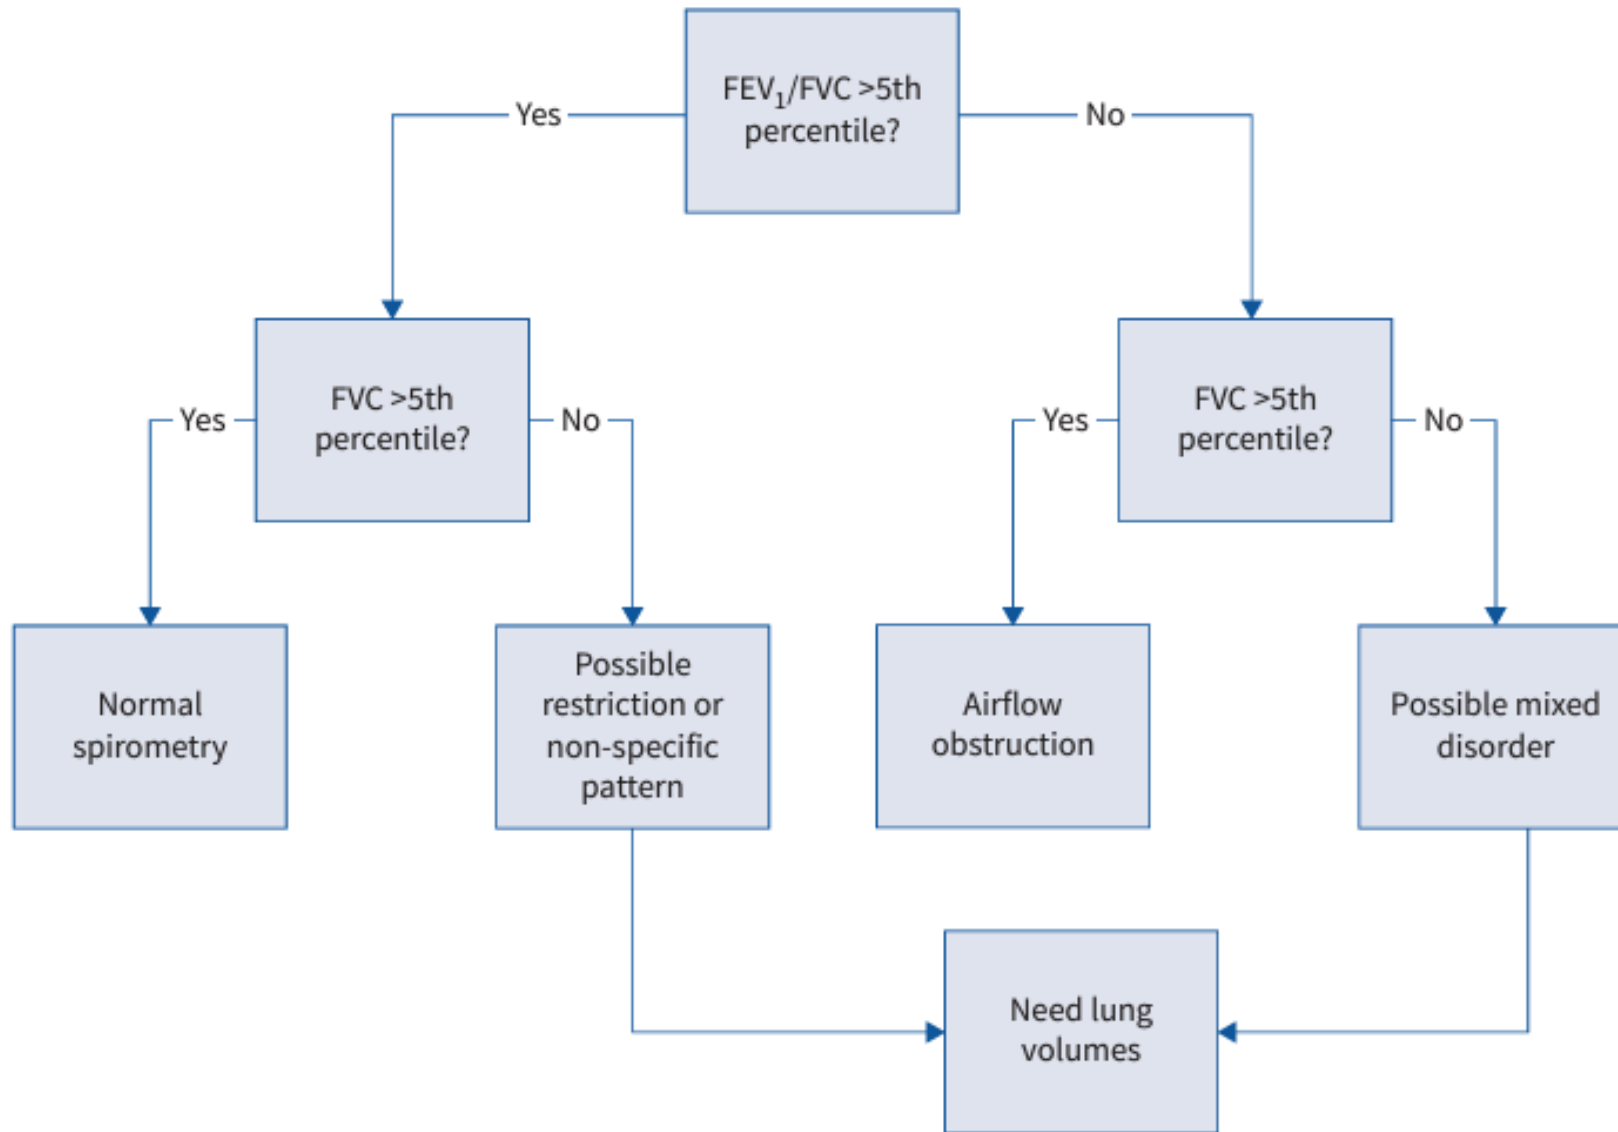 FEV₁/FVC >5th
percentile?
Yes
No
FVC >5th
percentile?
Yes
No
FVC >5th
percentile?
Yes
No
Normal
spirometry
Possible
restriction or
non-specific
pattern
Airflow
obstruction
Possible mixed
disorder
Need lung
volumes